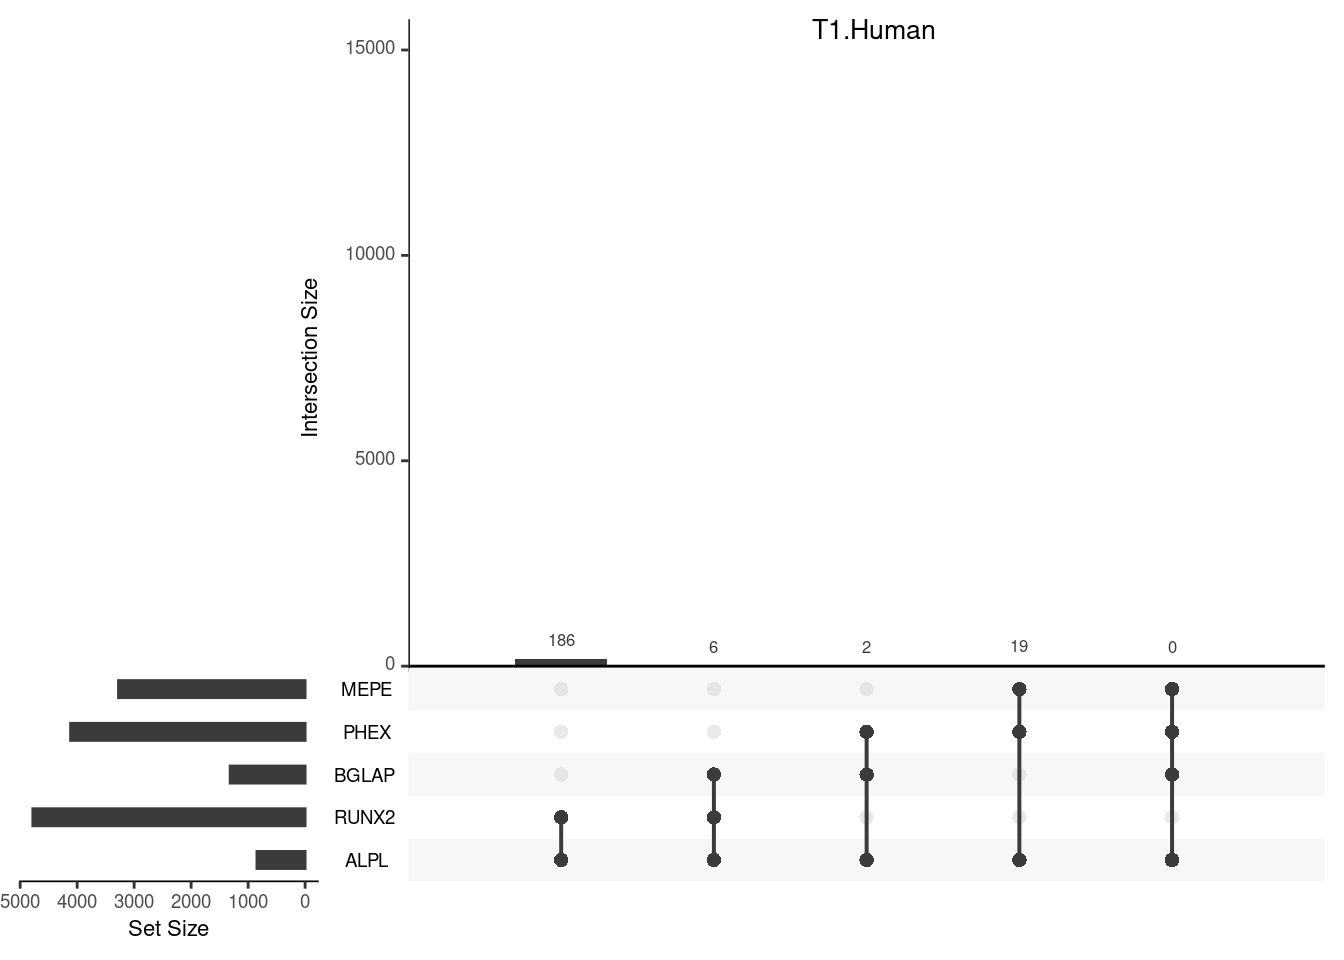 T1.Human
15000
10000
5000
0
Intersection Size
186
6
2
19
0
MEPE
PHEX
BGLAP
RUNX2
ALPL
5000 4000 3000 2000 1000 0
Set Size